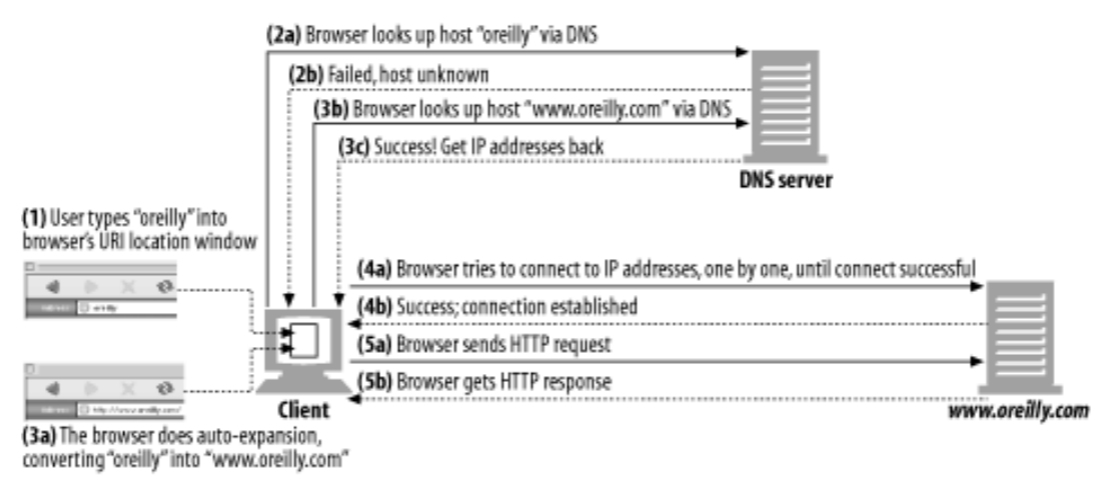 (2a) Browser looks up host “oreilly” via DNS
(2b) Failed, host unknown
(3b) Browser looks up host “www.oreilly.com” via DNS
(3c) Success! Get IP addresses back
DNS server
(1) User types “oreilly” into
browser’s URI location window
oreilly
(4a) Browser tries to connect to IP addresses, one by one, until connect successful
(4b) Success; connection established
(5a) Browser sends HTTP request
(5b) Browser gets HTTP response
http://www.oreilly.com/
Client
www.oreilly.com
(3a) The browser does auto-expansion,
converting “oreilly” into “www.oreilly.com”